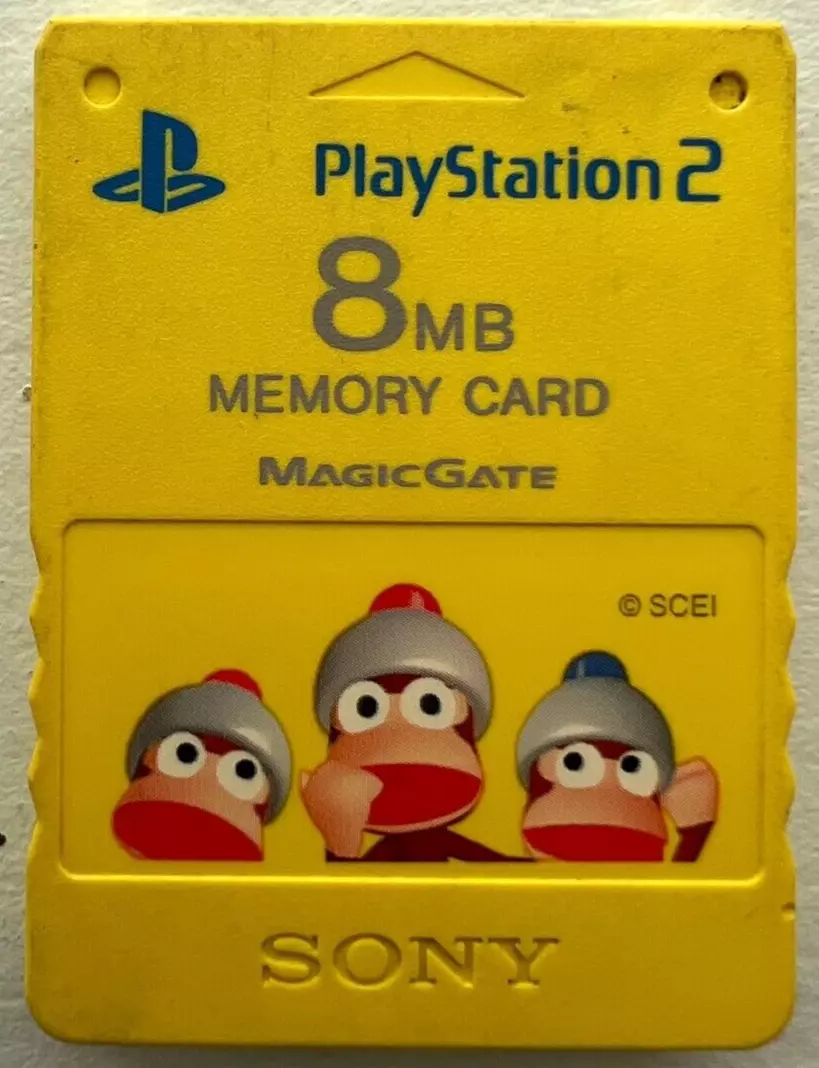 PlayStation 2
8MB
MEMORY CARD
MAGICGATE
© SCEI
SONY